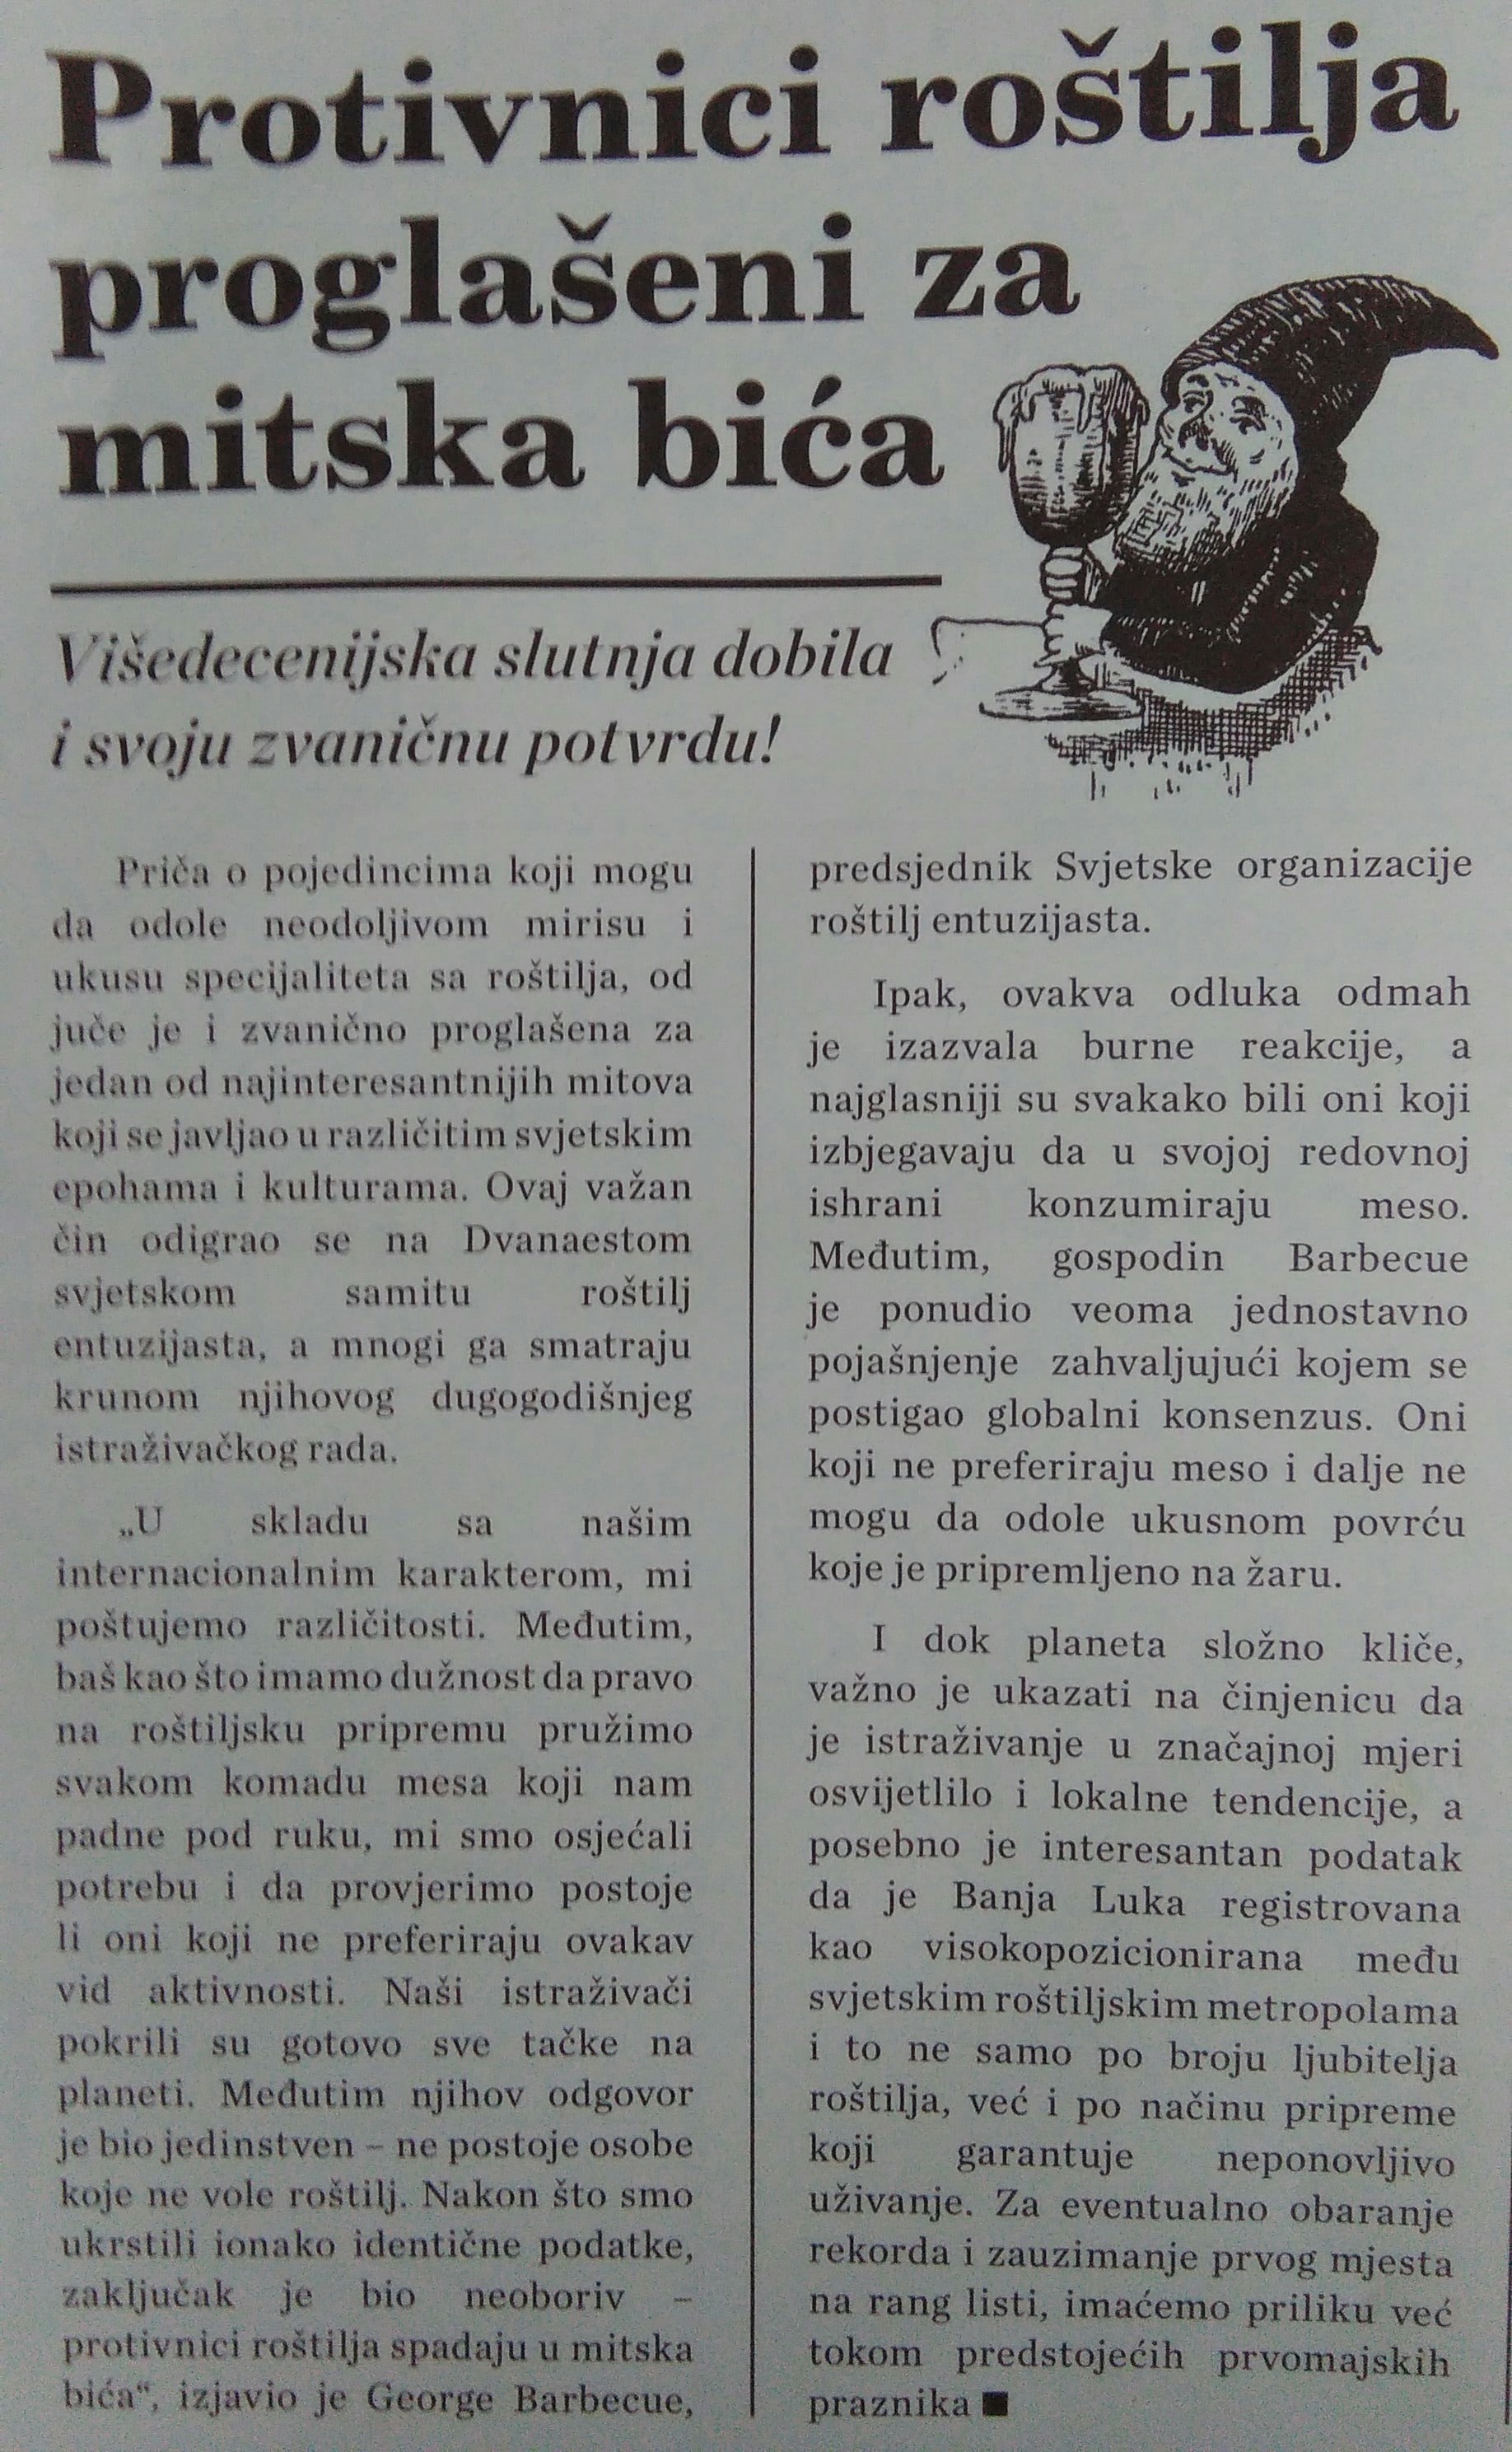 Protivnici roštilja
proglašeni za
mitska bića
Višedecenijska slutnja dobila
i svoju zvaničnu potvrdu!
Priča o pojedincima koji mogu
da odole neodoljivom mirisu i
ukusu specijaliteta sa roštilja, od
juče je i zvanično proglašena za
jedan od najinteresantnijih mitova
koji se javljao u različitim svjetskim
epohama i kulturama. Ovaj važan
čin odigrao se na Dvanaestom
svjetskom samitu roštilj
entuzijasta, a mnogi ga smatraju
krunom njihovog dugogodišnjeg
istraživačkog rada.
„U skladu sa našim
internacionalnim karakterom, mi
poštujemo različitosti. Međutim,
baš kao što imamo dužnost da pravo
na roštiljsku pripremu pružimo
svakom komadu mesa koji nam
padne pod ruku, mi smo osjećali
potrebu i da provjerimo postoje
li oni koji ne preferiraju ovakav
vid aktivnosti. Naši istraživači
pokrili su gotovo sve tačke na
planeti. Međutim njihov odgovor
je bio jedinstven – ne postoje osobe
koje ne vole roštilj. Nakon što smo
ukrstili ionako identične podatke,
zaključak je bio neoboriv –
protivnici roštilja spadaju u mitska
bića“, izjavio je George Barbecue,
predsjednik Svjetske organizacije
roštilj entuzijasta.
Ipak, ovakva odluka odmah
je izazvala burne reakcije, a
najglasniji su svakako bili oni koji
izbjegavaju da u svojoj redovnoj
ishrani konzumiraju meso.
Međutim, gospodin Barbecue
je ponudio veoma jednostavno
pojašnjenje zahvaljujući kojem se
postigao globalni konsenzus. Oni
koji ne preferiraju meso i dalje ne
mogu da odole ukusnom povrću
koje je pripremljeno na žaru.
I dok planeta složno kliče,
važno je ukazati na činjenicu da
je istraživanje u značajnoj mjeri
osvijetlilo i lokalne tendencije, a
posebno je interesantan podatak
da je Banja Luka registrovana
kao visokopozicionirana među
svjetskim roštiljskim metropolama
i to ne samo po broju ljubitelja
roštilja, već i po načinu pripreme
koji garantuje neponovljivo
uživanje. Za eventualno obaranje
rekorda i zauzimanje prvog mjesta
na rang listi, imaćemo priliku već
tokom predstojećih prvomajskih
praznika ■